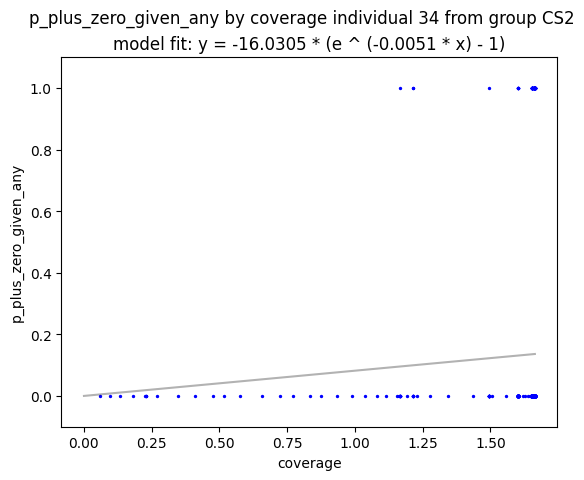 p_plus_zero_given_any by coverage individual 34 from group CS2
model fit: y = -16.0305 * (e ^ (-0.0051 * x) - 1)
1.0
0.8
0.6
0.4
0.2
0.0
p_plus_zero_given_any
0.00 0.25 0.50 0.75 1.00 1.25 1.50
coverage